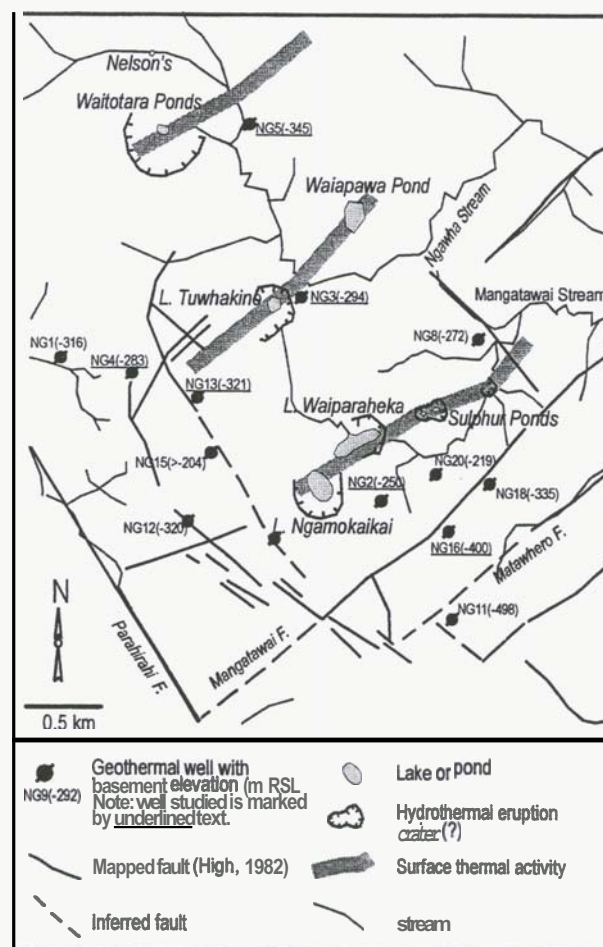 Nelson's
Waitotara Ponds
NG5(-345)
Waiapawa Pond
Ngawha Stream
L. Tuwhakino
NG3(-294)
Mangatawai Stream
NG1(-316)
NG4(-283)
NG8(-272)
NG13(-321)
L. Waiparaheka
Sulphur Ponds
NG15(>-204)
NG20(-219)
NG2(-250)
NG18(-335)
NG12(-320)
L. Ngamokaikai
NG16(-400)
Matawhero F.
N
NG11(-498)
Parahirahi F.
Mangatawai F.
0.5 km
Geothermal well with
basement elevation (m RSL
NG9(-292)
Note: well studied is marked
by underlined text.
Lake or pond
Hydrothermal eruption
crater (?)
Mapped fault (High, 1982)
Surface thermal activity
Inferred fault
stream